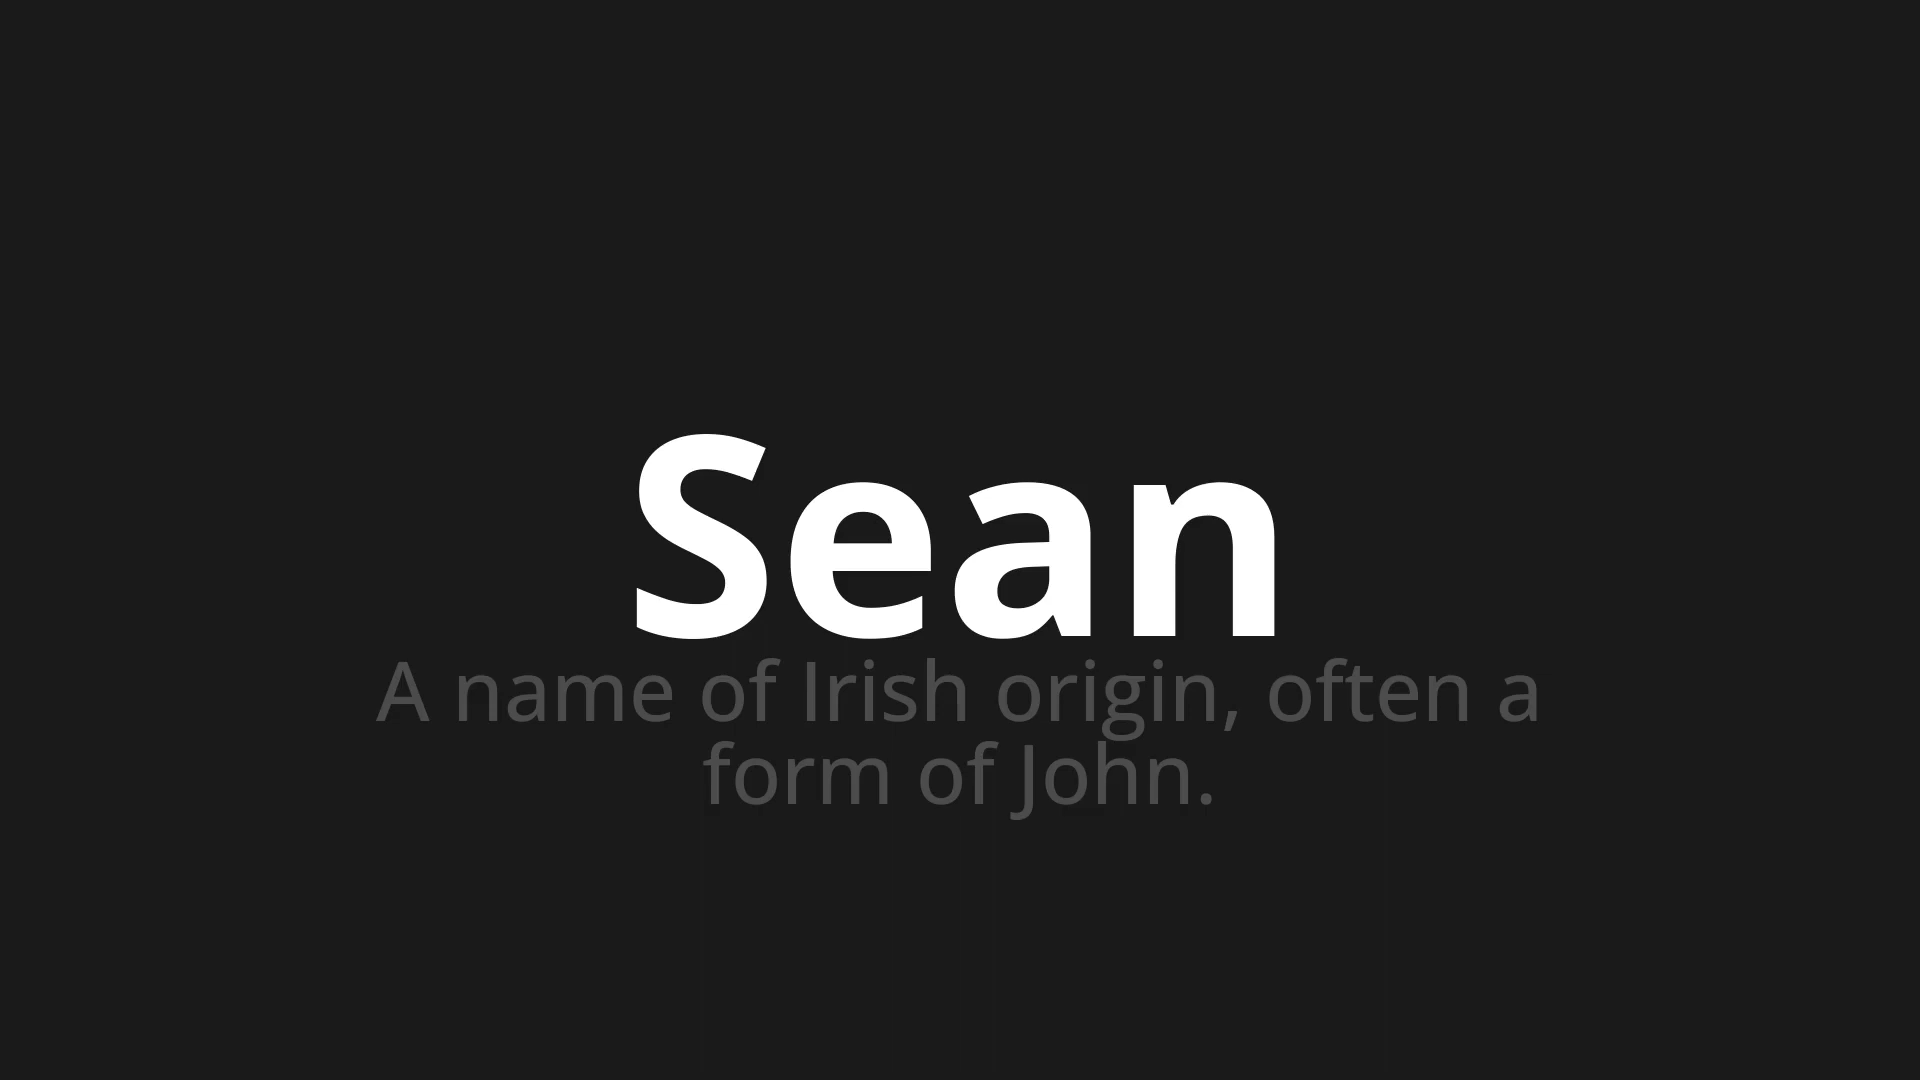 Sean
A name of Irish origin, often a
form of John.